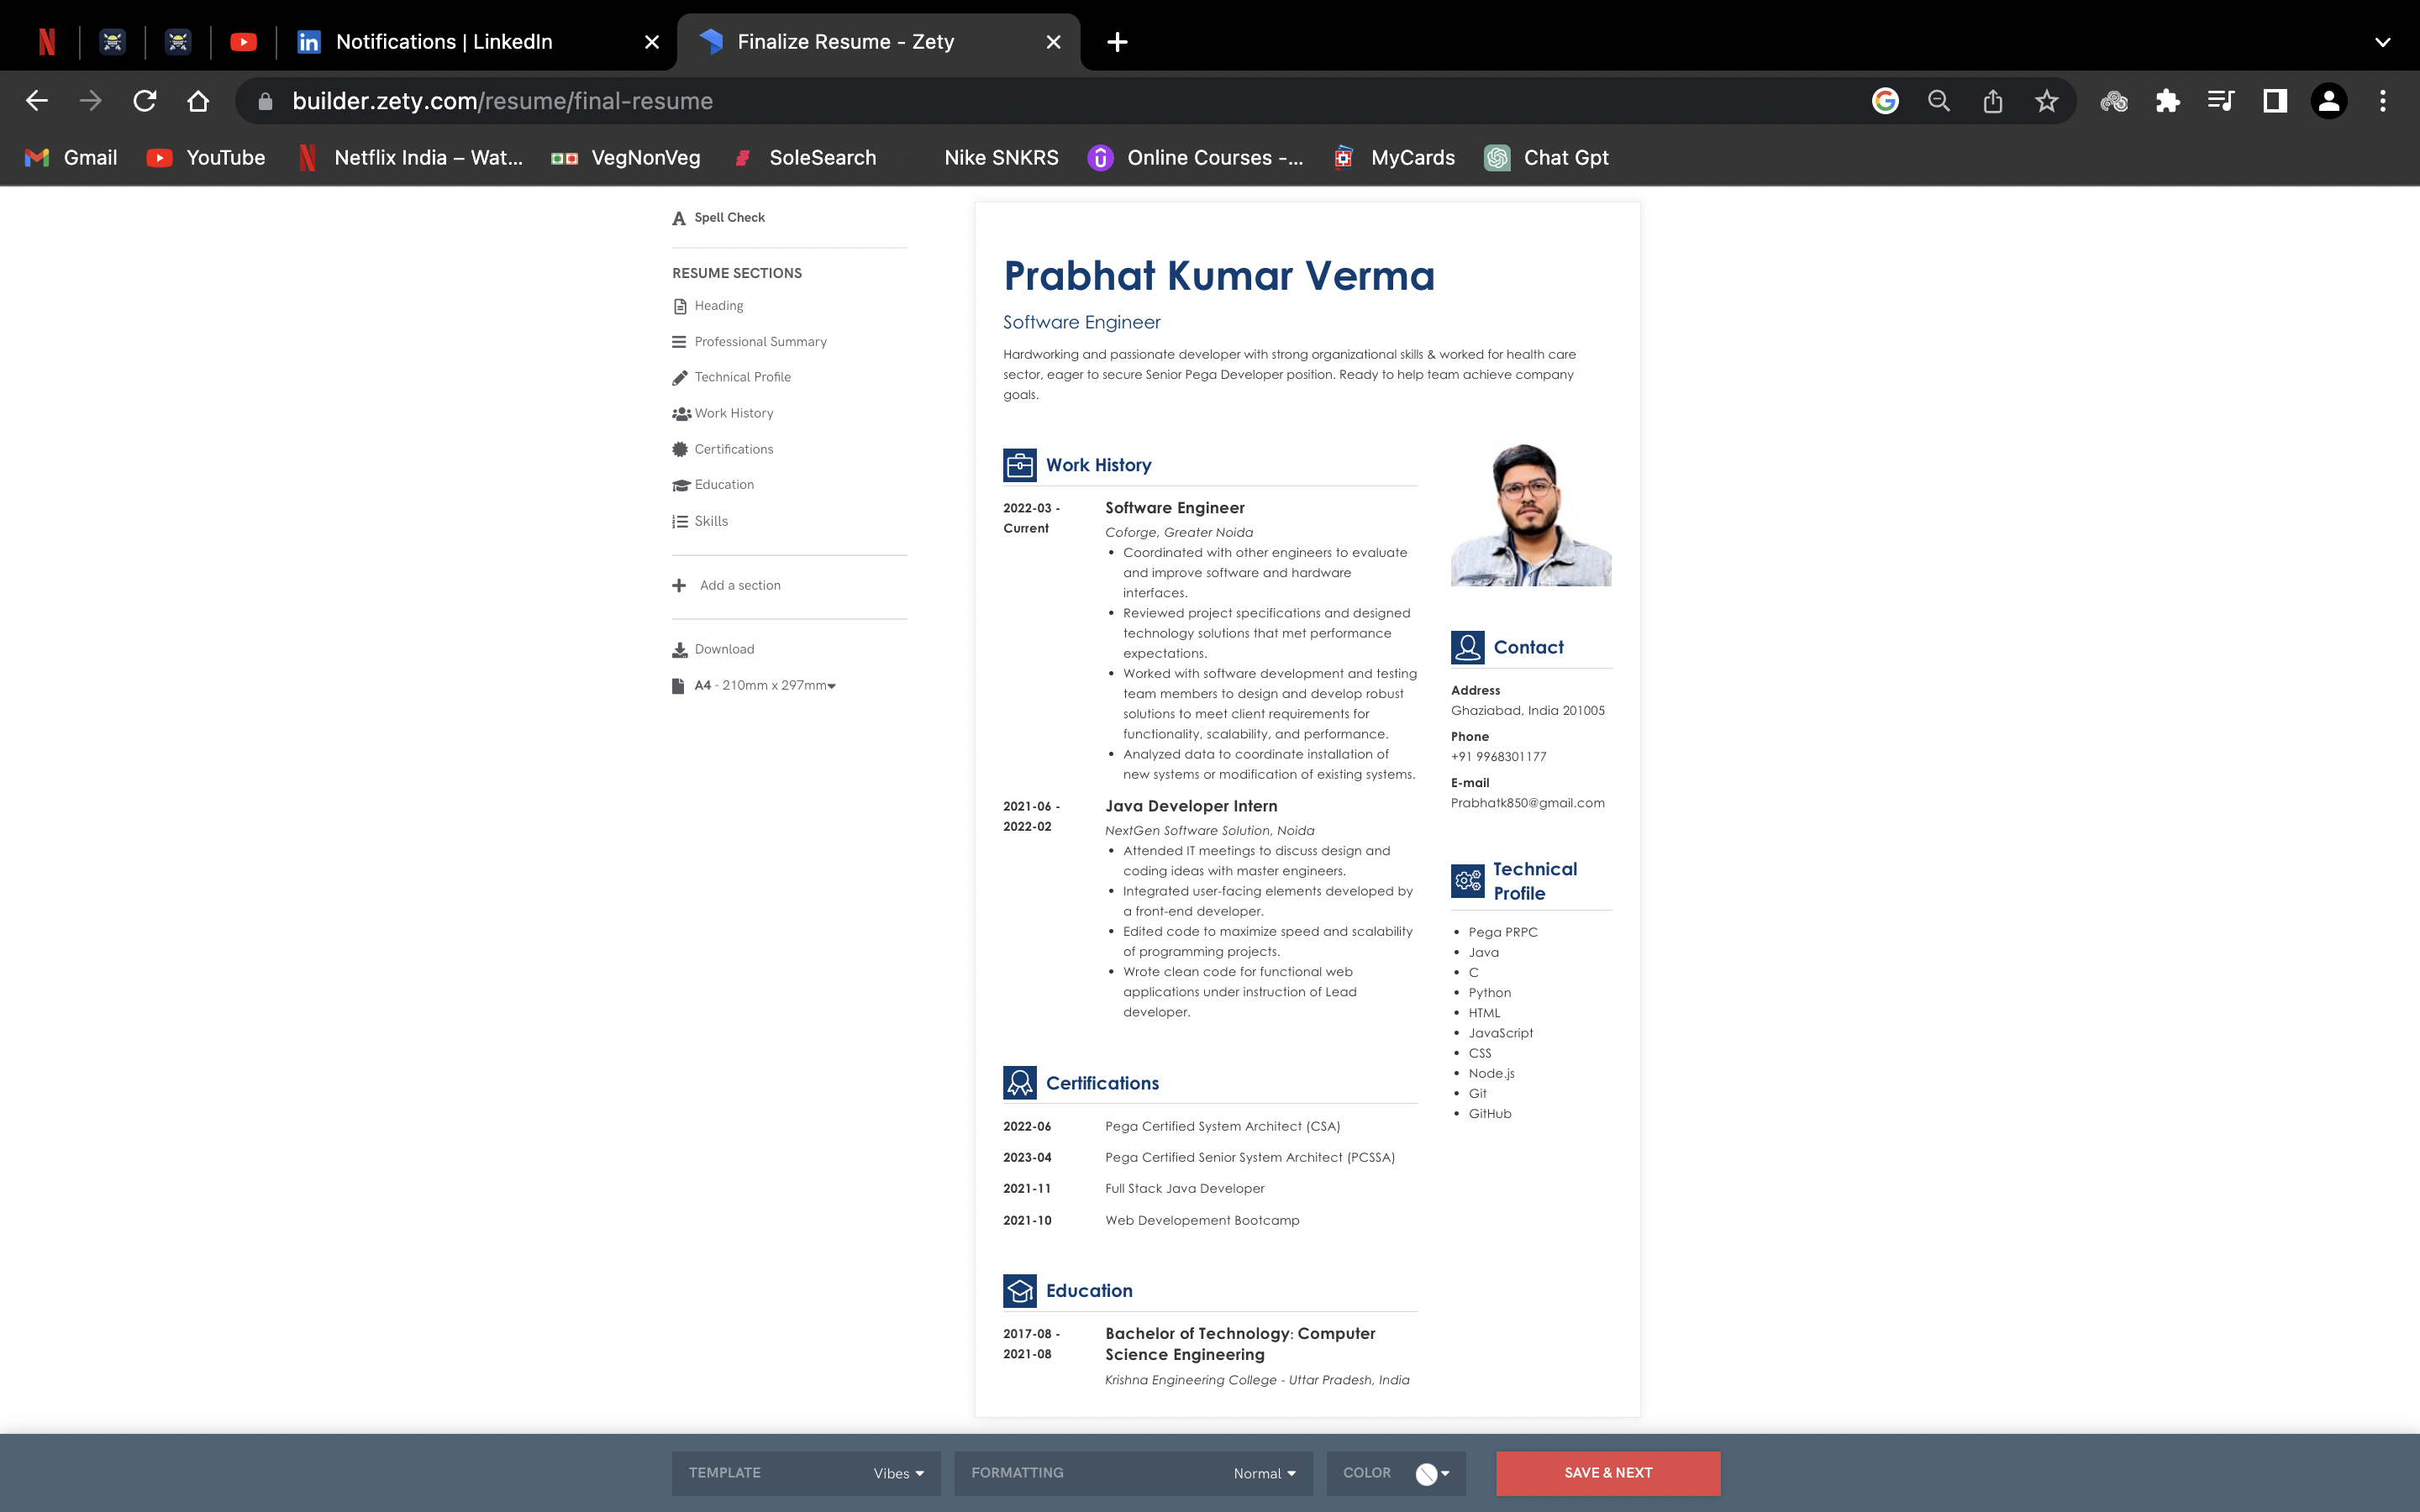 Notifications | LinkedIn
Finalize Resume - Zety
builder.zety.com/resume/final-resume
Gmail
YouTube
Netflix India – Wat...
VegNonVeg
SoleSearch
Nike SNKRS
Online Courses -...
MyCards
Chat Gpt
Spell Check
RESUME SECTIONS
Heading
Professional Summary
Technical Profile
Work History
Certifications
Education
Skills
Add a section
Download
A4 - 210mm x 297mm
Prabhat Kumar Verma
Software Engineer
Hardworking and passionate developer with strong organizational skills & worked for health care
sector, eager to secure Senior Pega Developer position. Ready to help team achieve company
goals.
Work History
2022-03 -
Current
Software Engineer
Coforge, Greater Noida
• Coordinated with other engineers to evaluate
and improve software and hardware
interfaces.
• Reviewed project specifications and designed
technology solutions that met performance
expectations.
• Worked with software development and testing
team members to design and develop robust
solutions to meet client requirements for
functionality, scalability, and performance.
• Analyzed data to coordinate installation of
new systems or modification of existing systems.
2021-06 -
2022-02
Java Developer Intern
NextGen Software Solution, Noida
• Attended IT meetings to discuss design and
coding ideas with master engineers.
• Integrated user-facing elements developed by
a front-end developer.
• Edited code to maximize speed and scalability
of programming projects.
• Wrote clean code for functional web
applications under instruction of Lead
developer.
Certifications
2022-06 Pega Certified System Architect (CSA)
2023-04 Pega Certified Senior System Architect (PCSSA)
2021-11 Full Stack Java Developer
2021-10 Web Developement Bootcamp
Education
2017-08 -
2021-08
Bachelor of Technology: Computer
Science Engineering
Krishna Engineering College - Uttar Pradesh, India
Contact
Address
Ghaziabad, India 201005
Phone
+91 9968301177
E-mail
Prabhatk850@gmail.com
Technical
Profile
• Pega PRPC
• Java
• C
• Python
• HTML
• JavaScript
• CSS
• Node.js
• Git
• GitHub
TEMPLATE
Vibes
FORMATTING
Normal
COLOR
SAVE & NEXT